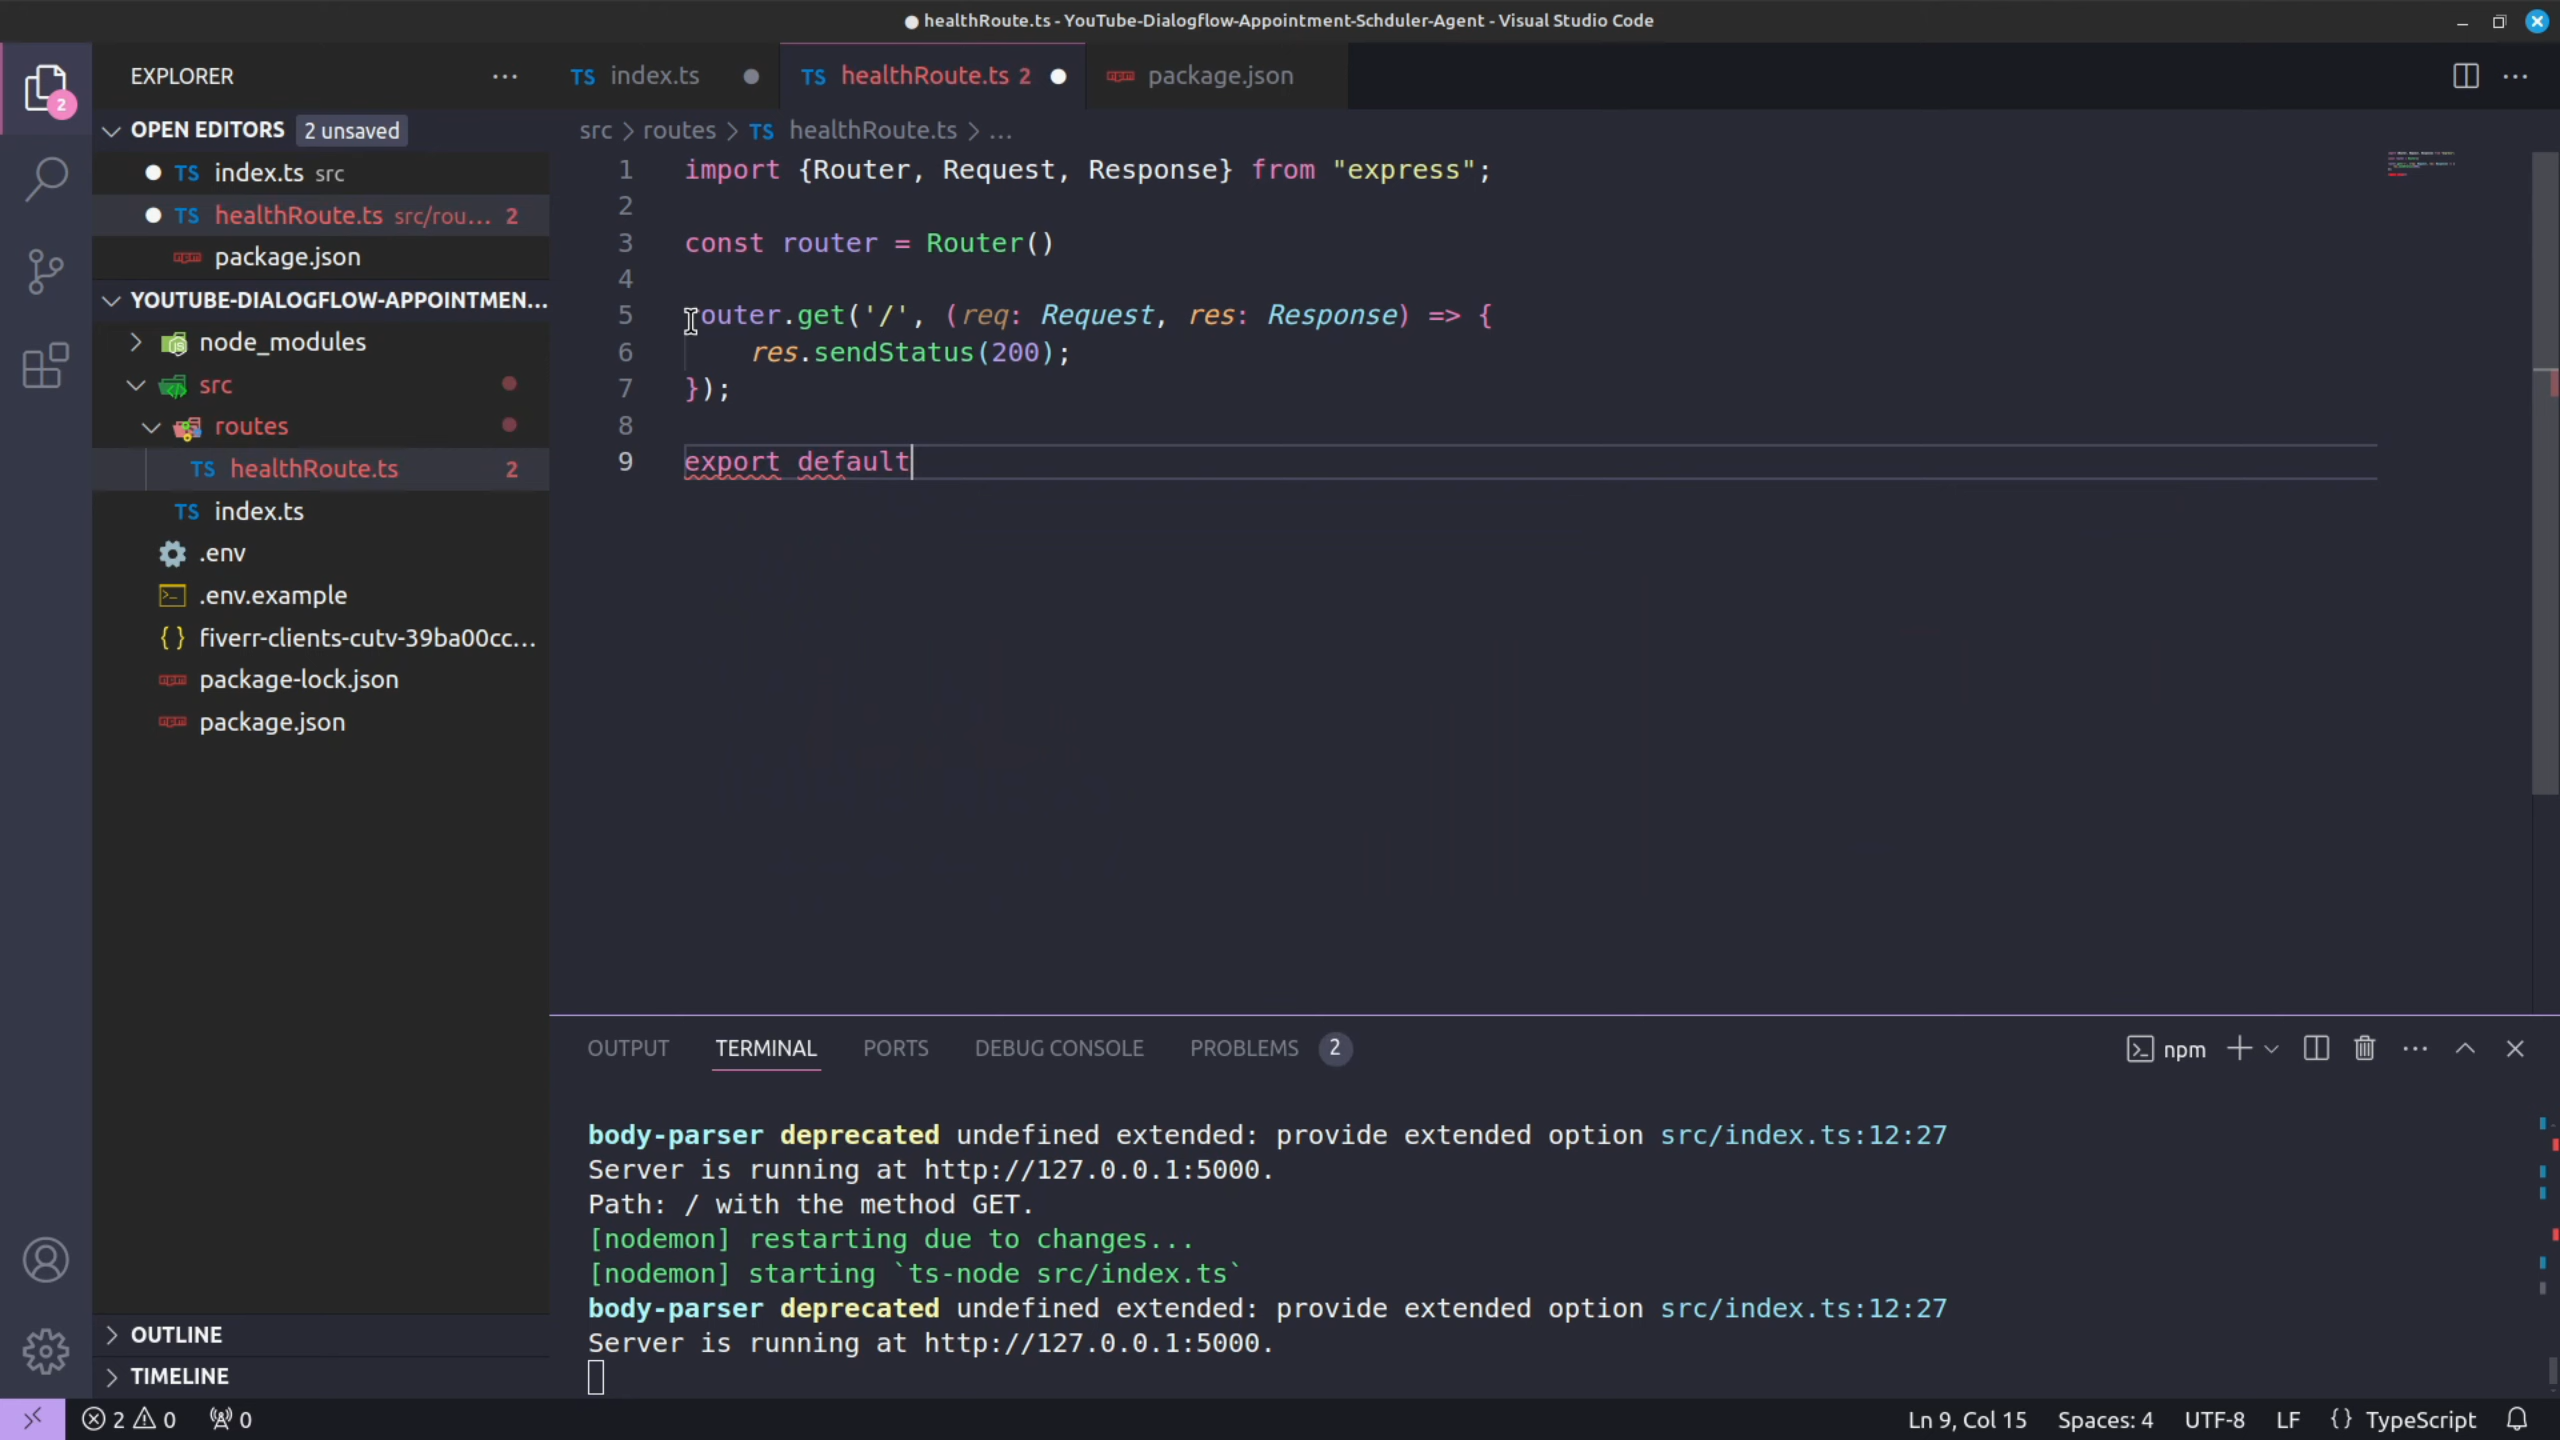 healthRoute.ts - YouTube-Dialogflow-Appointment-Schduler-Agent - Visual Studio Code
EXPLORER
index.ts
healthRoute.ts 2
package.json
OPEN EDITORS 2 unsaved
index.ts src
healthRoute.ts src/rou... 2
package.json
YOUTUBE-DIALOGFLOW-APPOINTMEN...
node_modules
src
routes
healthRoute.ts 2
index.ts
.env
.env.example
fiverr-clients-cutv-39ba00cc...
package-lock.json
package.json
OUTLINE
TIMELINE
2
src > routes > TS healthRoute.ts > ...
1 import {Router, Request, Response} from "express";
2
3 const router = Router()
4
5 router.get('/', (req: Request, res: Response) => {
6 res.sendStatus(200);
7 });
8
9 export default
OUTPUT TERMINAL PORTS DEBUG CONSOLE PROBLEMS 2
npm
body-parser deprecated undefined extended: provide extended option src/index.ts:12:27
Server is running at http://127.0.0.1:5000.
Path: / with the method GET.
[nodemon] restarting due to changes...
[nodemon] starting `ts-node src/index.ts`
body-parser deprecated undefined extended: provide extended option src/index.ts:12:27
Server is running at http://127.0.0.1:5000.
2 0 0
Ln 9, Col 15 Spaces: 4 UTF-8 LF {} TypeScript